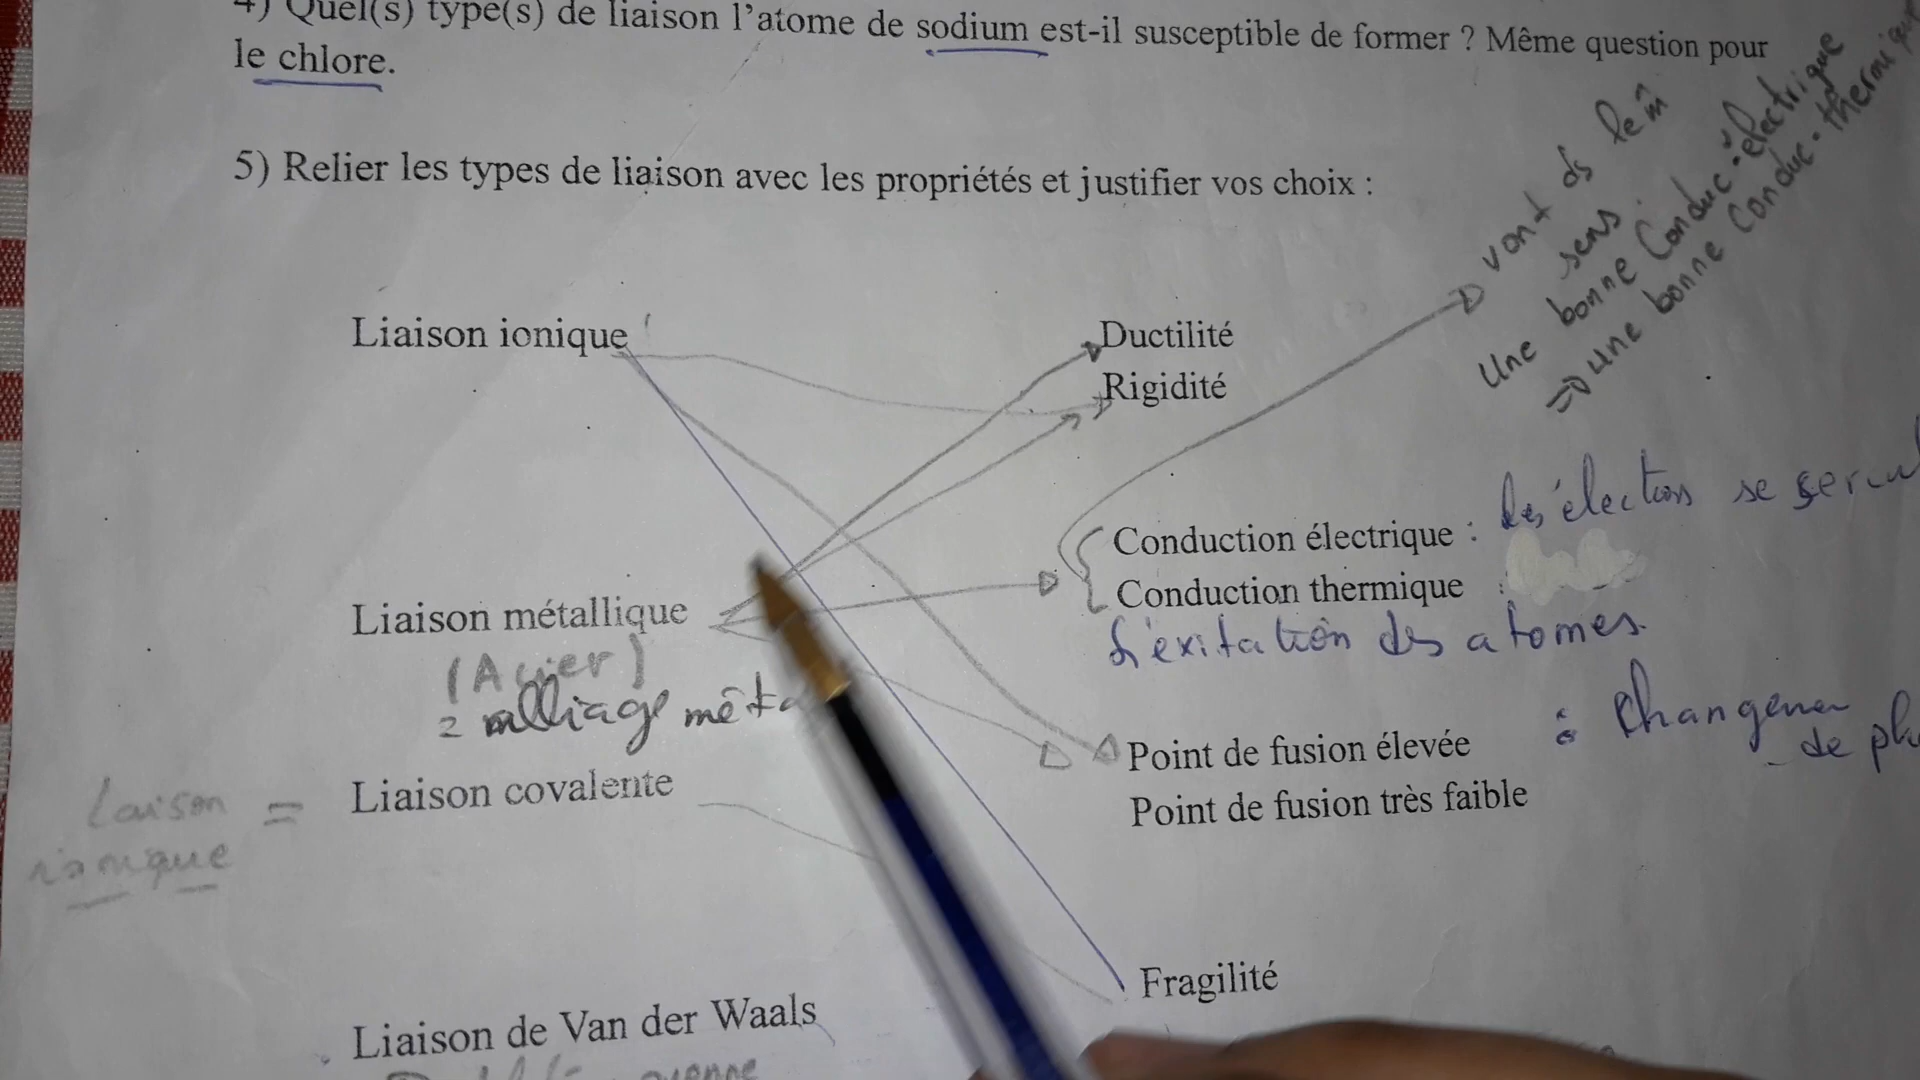 4) Quel(s) type(s) de liaison l'atome de sodium est-il susceptible de former ? Même question pour
le chlore.
5) Relier les types de liaison avec les propriétés et justifier vos choix :
vont ds le m̂
sens
Une bonne Conduc. électrique
=> une bonne Conduc. thermique
Liaison ionique
Ductilité
Rigidité
Conduction électrique : les électrons se
Conduction thermique :
L'exitation des atomes.
Liaison métallique
(Acier)
= alliage méta
Point de fusion élevée : Changemen
de
Point de fusion très faible
Liaison covalente
Liaison =
ionique
Fragilité
Liaison de Van der Waals